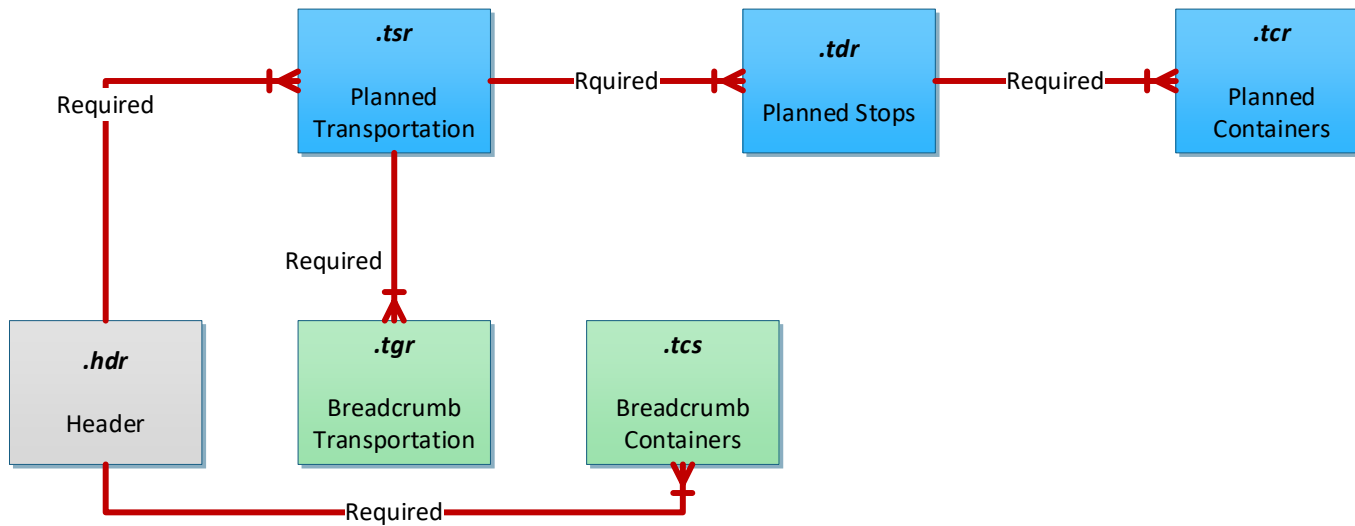 .tsr
Planned
Transportation
.tdr
Planned Stops
.tcr
Planned
Containers
Required
Rquired
Required
Required
.hdr
Header
.tgr
Breadcrumb
Transportation
.tcs
Breadcrumb
Containers
Required